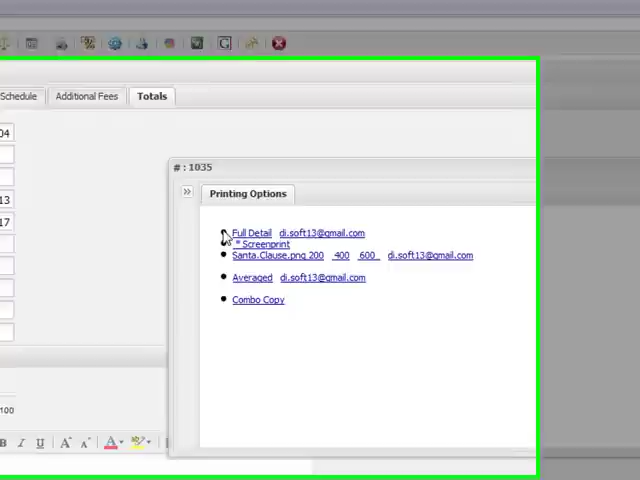 Schedule
Additional Fees
Totals
04
# : 1035
13
17
»
Printing Options
Full Detail di.soft13@gmail.com
* Screenprint
Santa.Clause.png 200 400 600 di.soft13@gmail.com
Averaged di.soft13@gmail.com
Combo Copy
100
B I U A A A ab